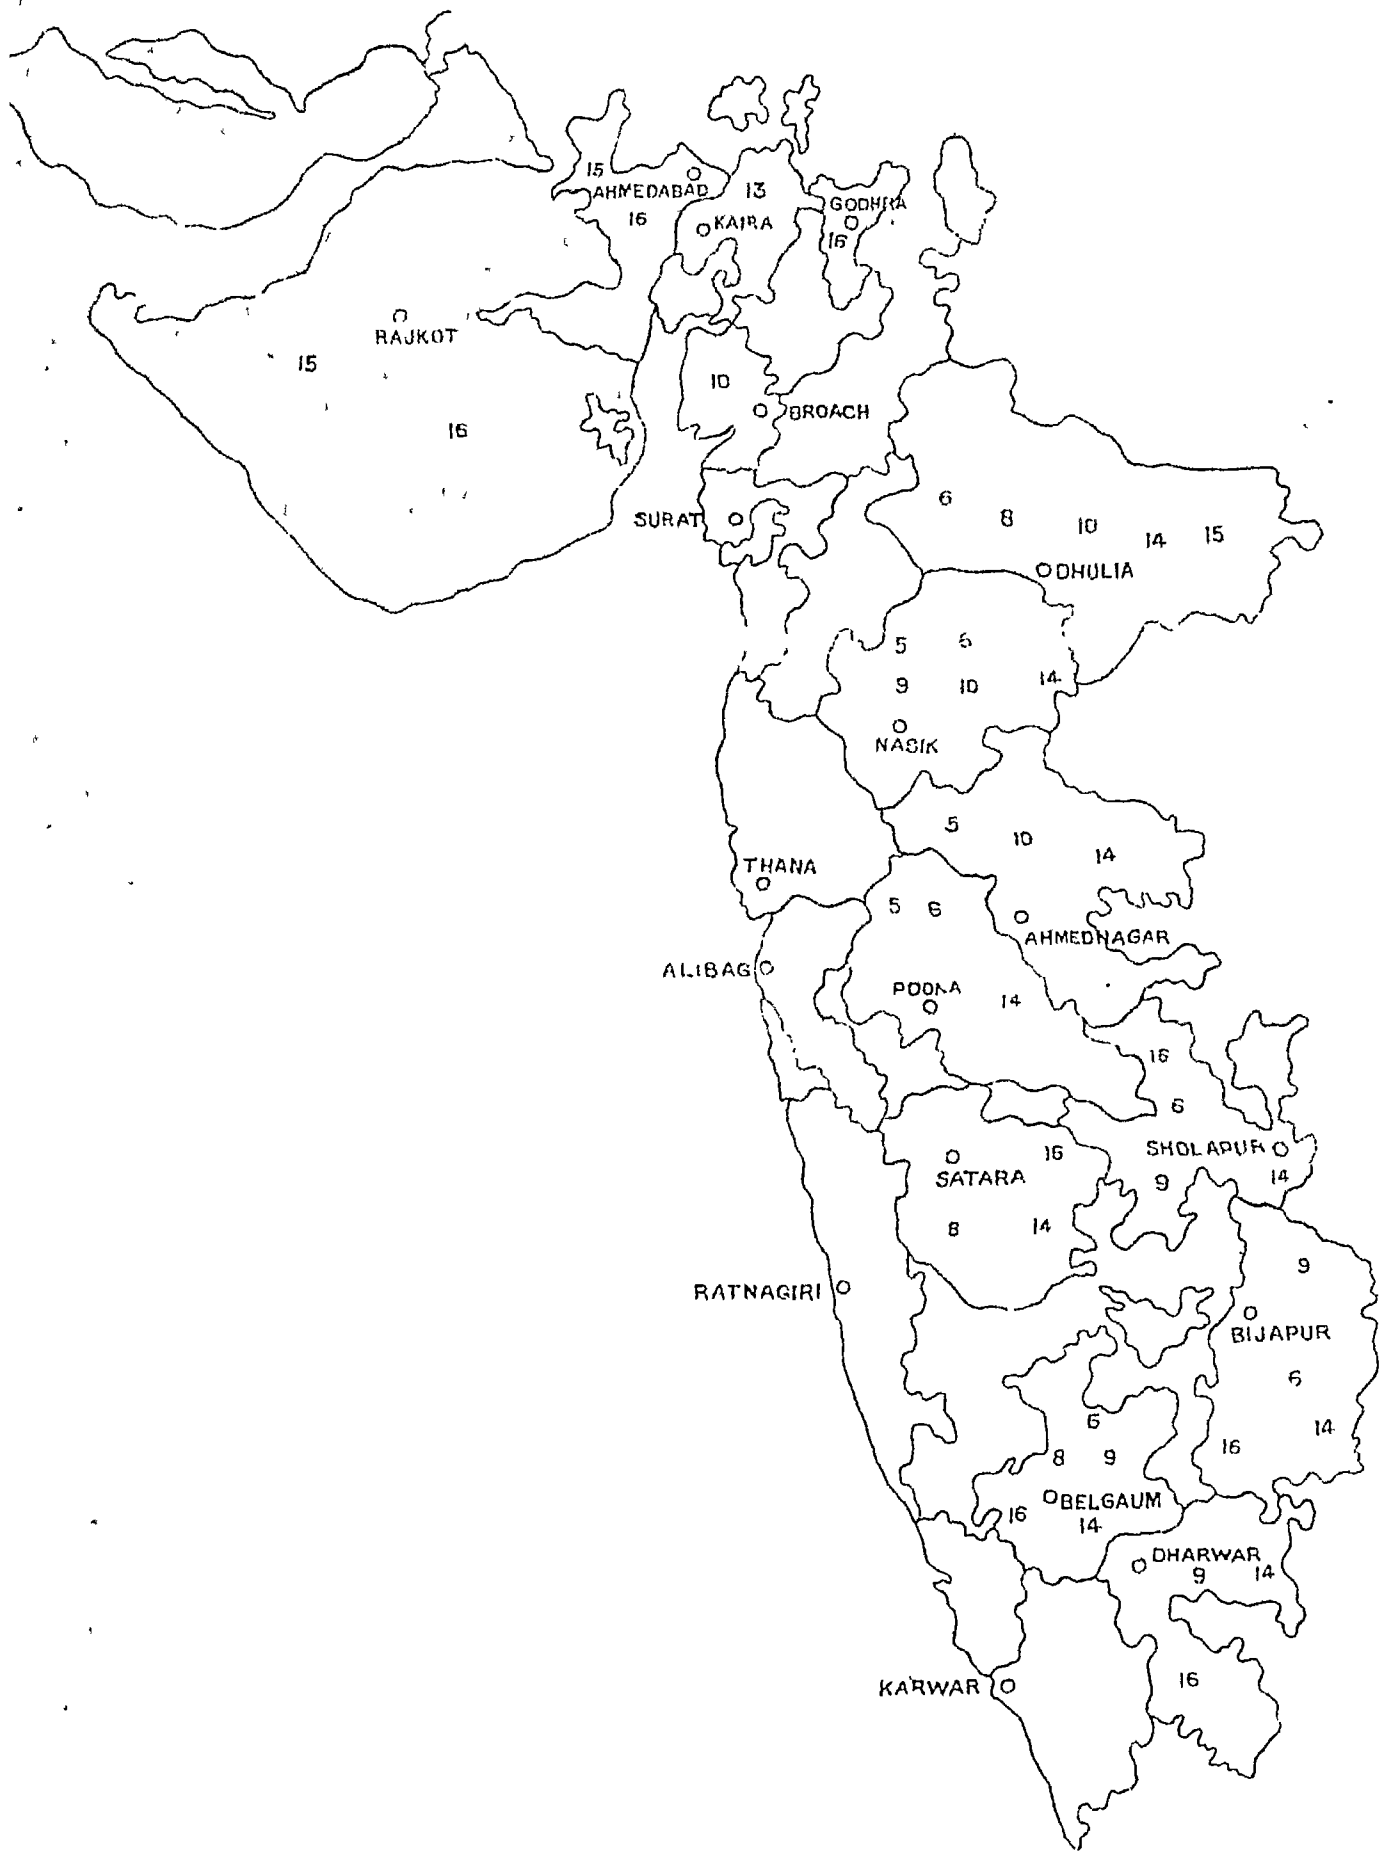 15
AHMEDABAD
13
GODHRA
16
KAIRA
16
RAJKOT
15
10
BROACH
16
6
8
10
14
15
SURAT
DHULIA
5
6
9
10
14
NASIK
5
10
14
THANA
5 6
AHMEDNAGAR
ALIBAG
POONA
14
16
6
SHOLAPUR
16
SATARA
9
14
8
14
9
RATNAGIRI
BIJAPUR
6
6
14
16
8 9
BELGAUM
16
14
DHARWAR
9
14
16
KARWAR